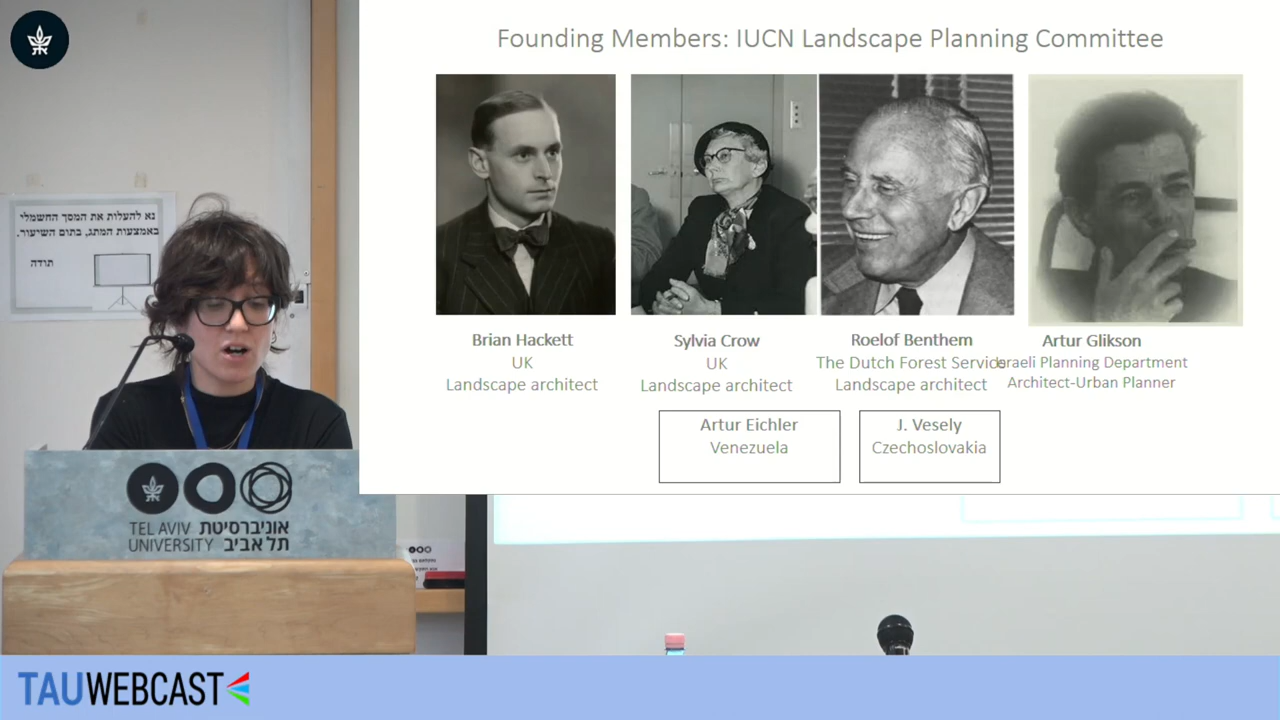 Founding Members: IUCN Landscape Planning Committee
Brian Hackett
UK
Landscape architect
Sylvia Crow
UK
Landscape architect
Roelof Benthem
The Dutch Forest Service
Landscape architect
Artur Glikson
Israeli Planning Department
Architect-Urban Planner
Artur Eichler
Venezuela
J. Vesely
Czechoslovakia
נא להעלות את המסך החשמלי
באמצעות המתג, בתום השיעור.
תודה
TEL AVIV אוניברסיטת
UNIVERSITY תל אביב
TAUWEBCAST